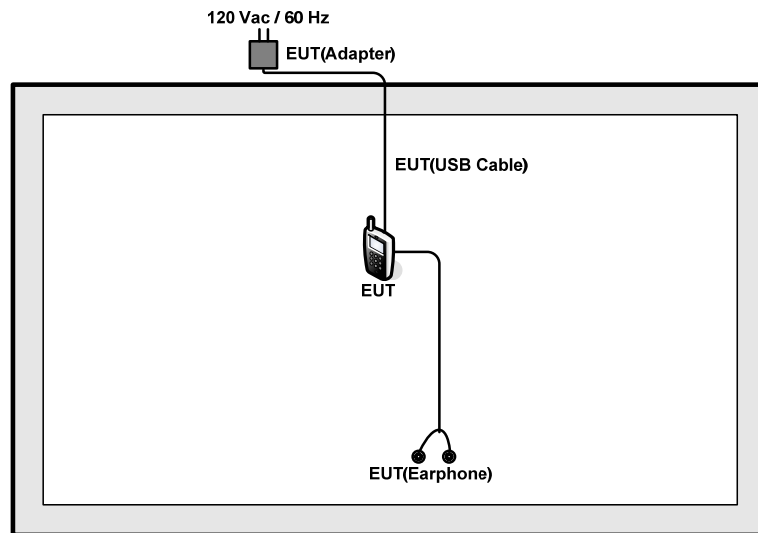 120 Vac / 60 Hz
EUT(Adapter)
EUT(USB Cable)
EUT
EUT(Earphone)